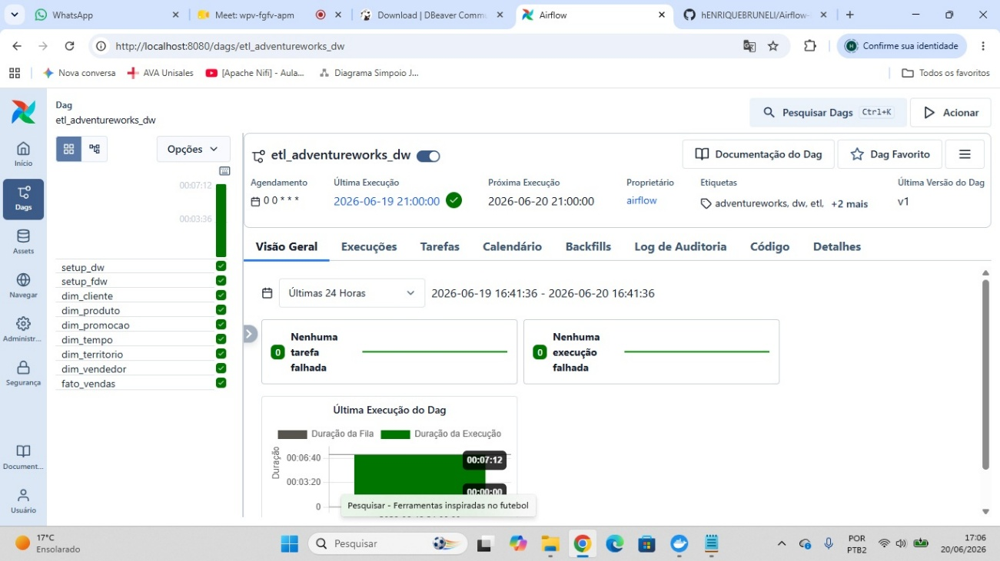 WhatsApp
Meet: wpv-fgfv-apm
Download | DBeaver Commu
Airflow
hENRIQUEBRUNELI/Airflow-
http://localhost:8080/dags/etl_adventureworks_dw
Confirme sua identidade
Nova conversa
AVA Unisales
[Apache Nifi] - Aula...
Diagrama Simpoio J...
Todos os favoritos
Dag
etl_adventureworks_dw
Pesquisar Dags Ctrl+K
Acionar
Início
Dags
Assets
Navegar
Administr...
Segurança
Document...
Usuário
Opções
00:07:12
00:03:36
setup_dw
setup_fdw
dim_cliente
dim_produto
dim_promocao
dim_tempo
dim_territorio
dim_vendedor
fato_vendas
etl_adventureworks_dw
Documentação do Dag
Dag Favorito
Agendamento
0 0 * * *
Última Execução
2026-06-19 21:00:00
Próxima Execução
2026-06-20 21:00:00
Proprietário
airflow
Etiquetas
adventureworks, dw, etl, +2 mais
Última Versão do Dag
v1
Visão Geral
Execuções
Tarefas
Calendário
Backfills
Log de Auditoria
Código
Detalhes
Últimas 24 Horas
2026-06-19 16:41:36 - 2026-06-20 16:41:36
0
Nenhuma
tarefa
falhada
0
Nenhuma
execução
falhada
Última Execução do Dag
Duração da Fila
Duração da Execução
Duração
00:06:40
00:03:20
0
00:07:12
00:00:00
Pesquisar - Ferramentas inspiradas no futebol
17°C
Ensolarado
Pesquisar
POR
PTB2
17:06
20/06/2026